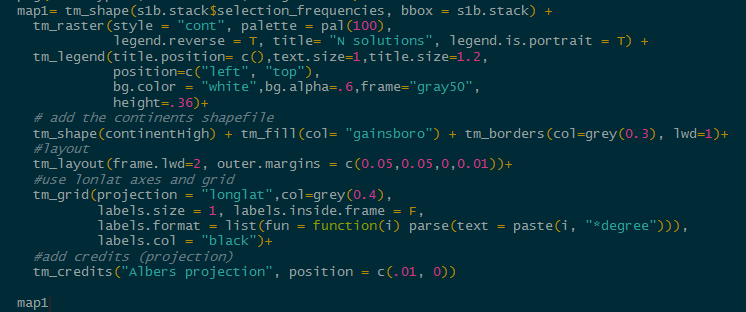 map1= tm_shape(s1b.stack$selection_frequencies, bbox = s1b.stack) +
tm_raster(style = "cont", palette = pal(100),
legend.reverse = T, title= "N solutions", legend.is.portrait = T) +
tm_legend(title.position= c(),text.size=1,title.size=1.2,
position=c("left", "top"),
bg.color = "white",bg.alpha=.6,frame="gray50",
height=.36)+
# add the continents shapefile
tm_shape(continentHigh) + tm_fill(col= "gainsboro") + tm_borders(col=grey(0.3), lwd=1)+
#layout
tm_layout(frame.lwd=2, outer.margins = c(0.05,0.05,0,0.01))+
#use lonlat axes and grid
tm_grid(projection = "longlat",col=grey(0.4),
labels.size = 1, labels.inside.frame = F,
labels.format = list(fun = function(i) parse(text = paste(i, "*degree"))),
labels.col = "black")+
#add credits (projection)
tm_credits("Albers projection", position = c(.01, 0))
map1